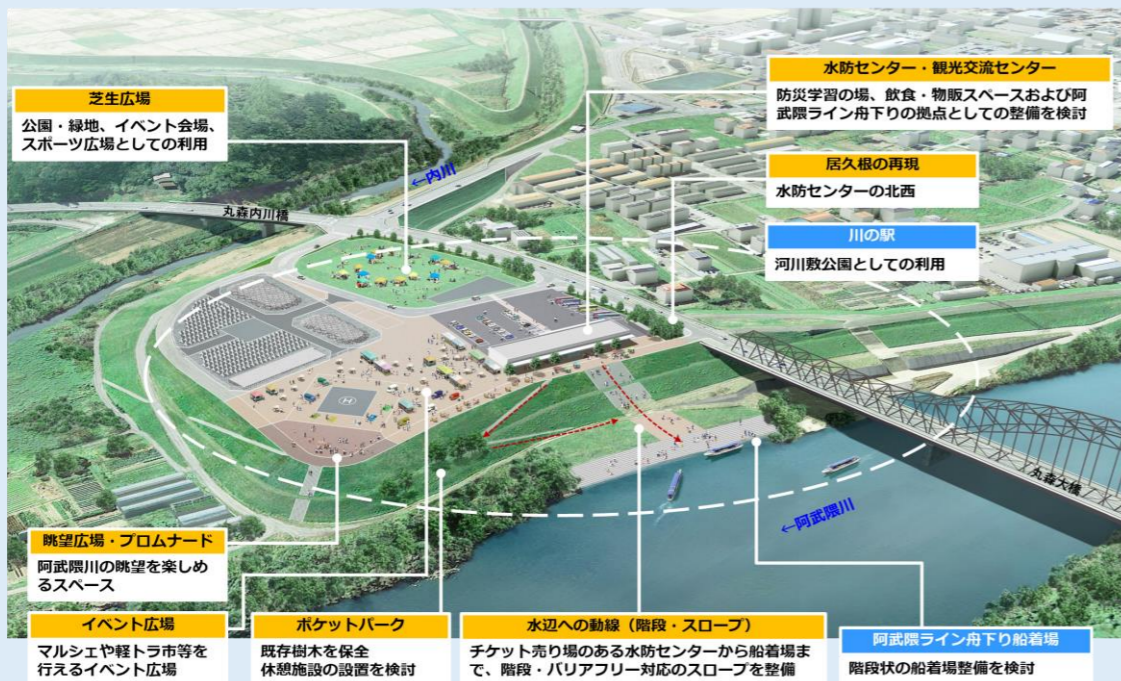 水防センター・観光交流センター
防災学習の場、飲食・物販スペースおよび阿
武隈ライン舟下りの拠点としての整備を検討
芝生広場
公園・緑地、イベント会場、
スポーツ広場としての利用
居久根の再現
水防センターの北西
←内川
丸森内川橋
川の駅
河川敷公園としての利用
H
丸森大橋
←阿武隈川
眺望広場・プロムナード
阿武隈川の眺望を楽しめ
るスペース
イベント広場
マルシェや軽トラ市等を
行えるイベント広場
ポケットパーク
既存樹木を保全
休憩施設の設置を検討
水辺への動線（階段・スロープ）
チケット売り場のある水防センターから船着場ま
で、階段・バリアフリー対応のスロープを整備
阿武隈ライン舟下り船着場
階段状の船着場整備を検討